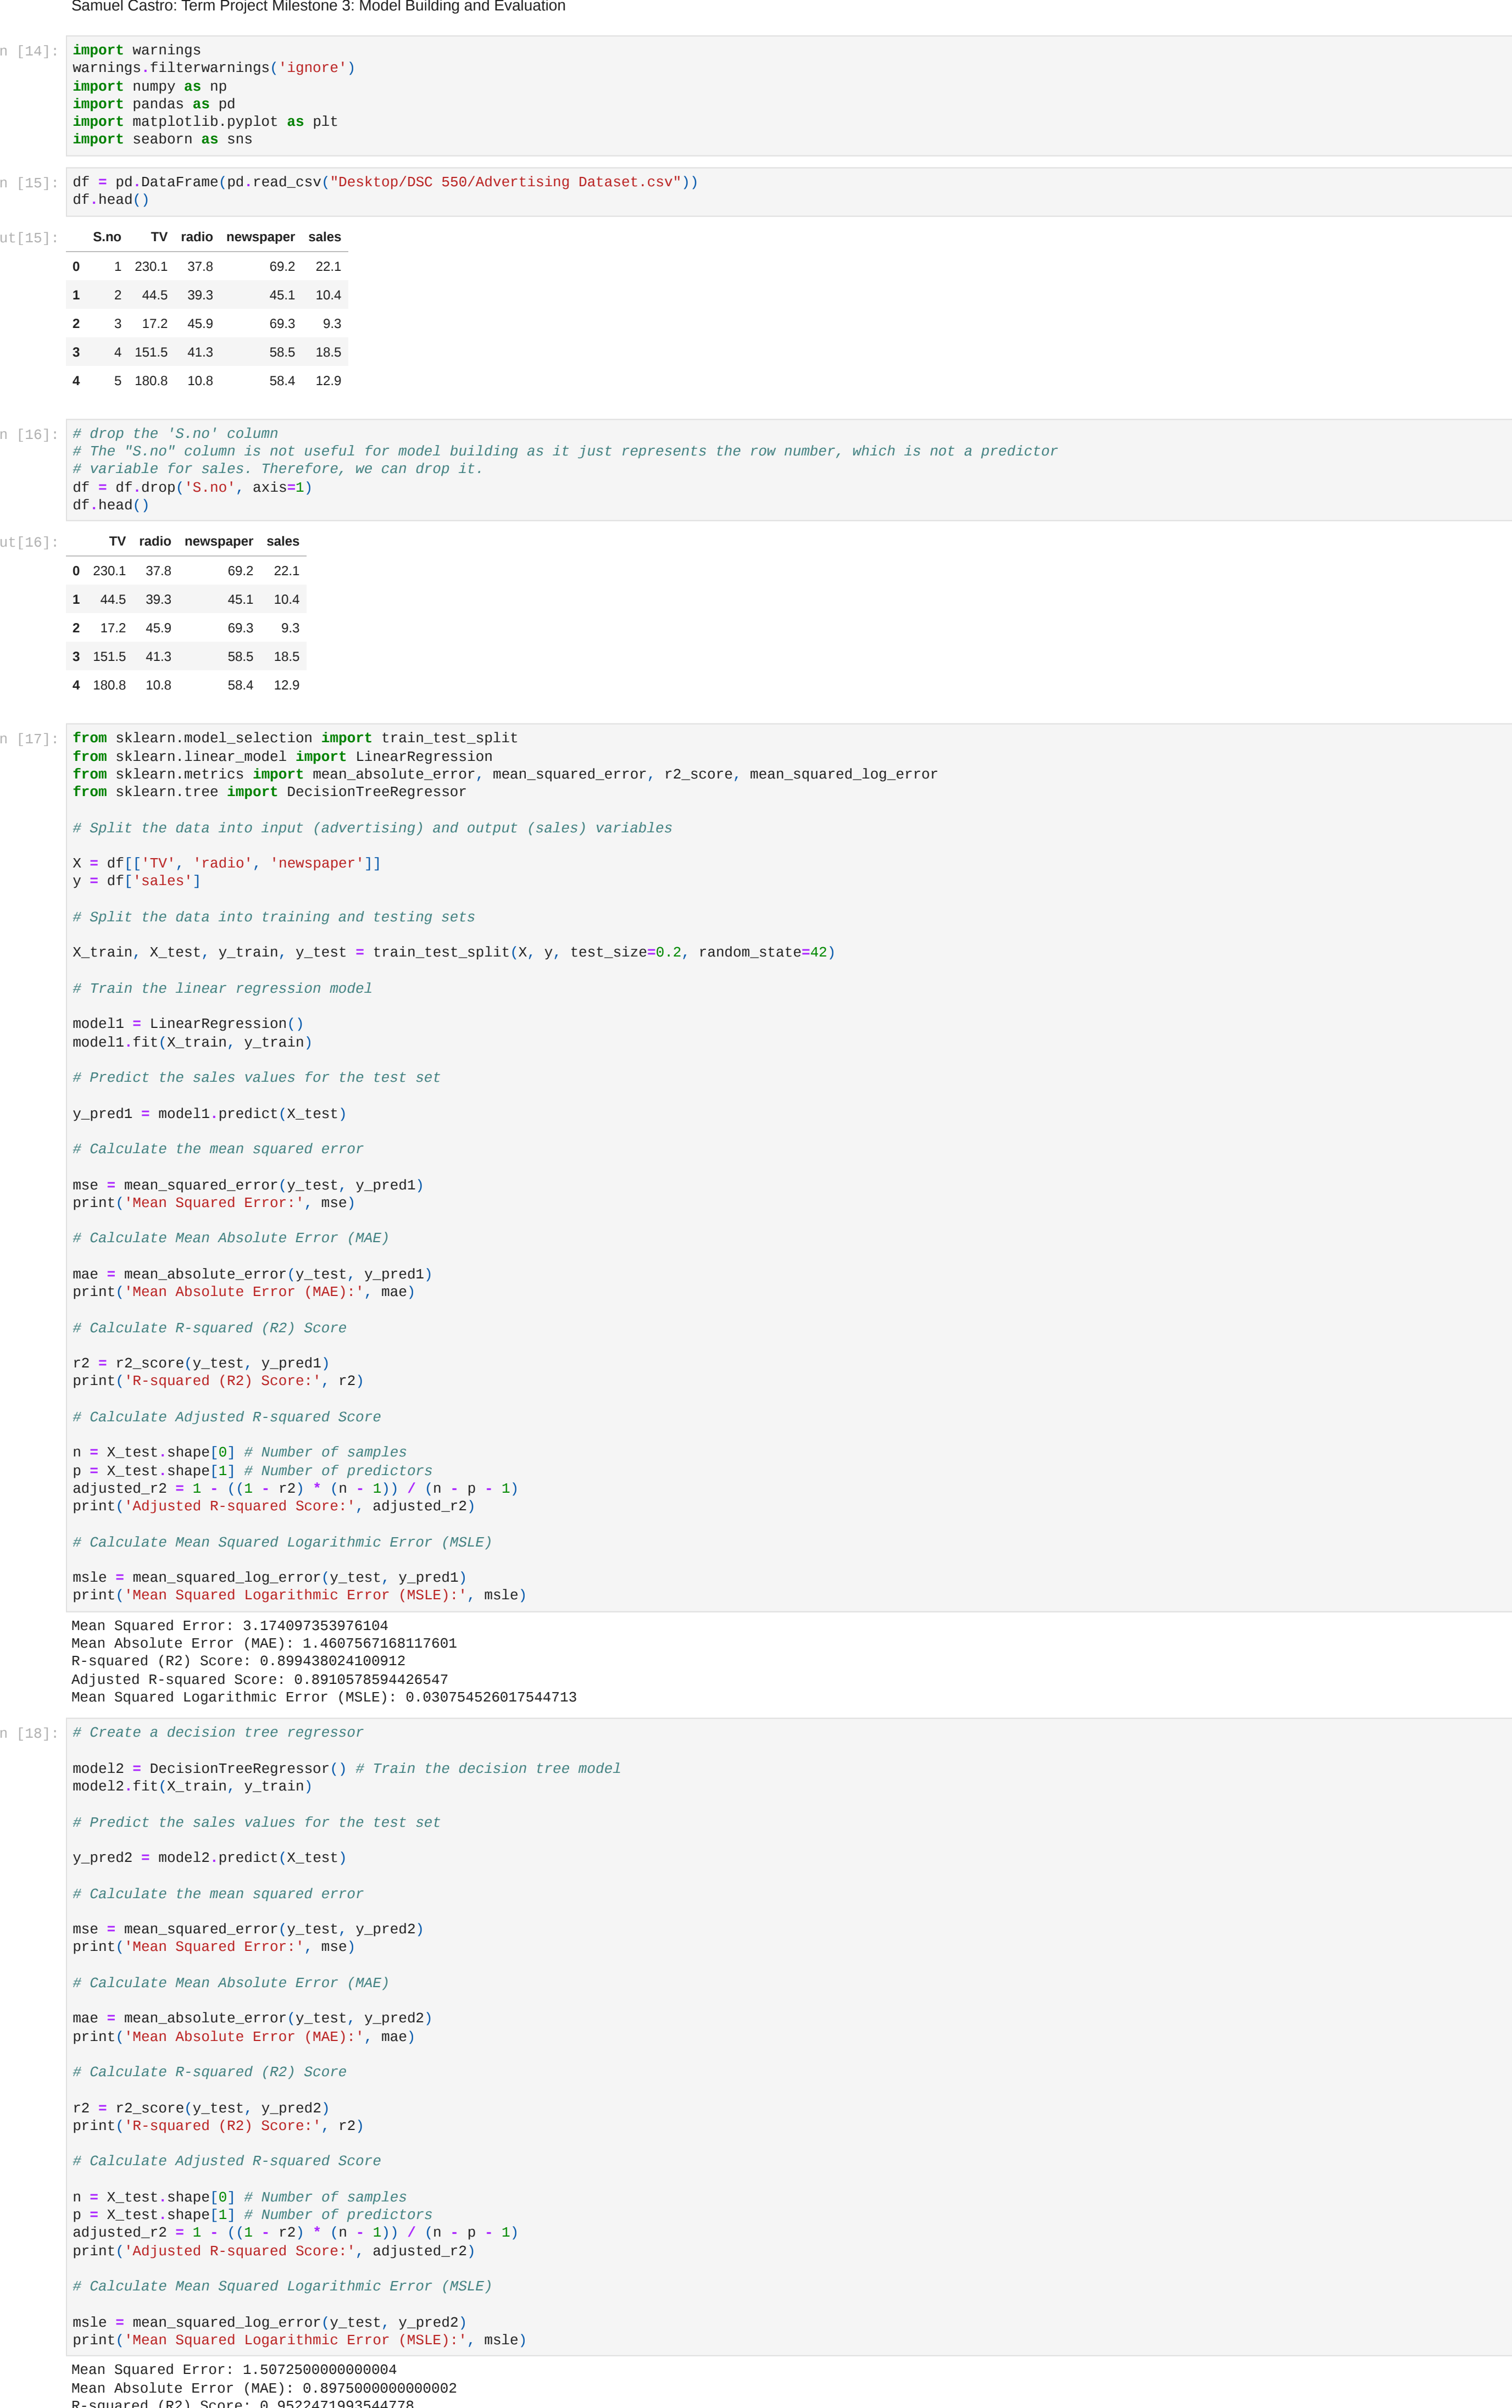 Samuel Castro: Term Project Milestone 3: Model Building and Evaluation
n [14]:
import warnings
warnings.filterwarnings('ignore')
import numpy as np
import pandas as pd
import matplotlib.pyplot as plt
import seaborn as sns
n [15]:
df = pd.DataFrame(pd.read_csv("Desktop/DSC 550/Advertising Dataset.csv"))
df.head()
ut[15]:
S.no TV radio newspaper sales
0 1 230.1 37.8 69.2 22.1
1 2 44.5 39.3 45.1 10.4
2 3 17.2 45.9 69.3 9.3
3 4 151.5 41.3 58.5 18.5
4 5 180.8 10.8 58.4 12.9
n [16]:
# drop the 'S.no' column
# The "S.no" column is not useful for model building as it just represents the row number, which is not a predictor
# variable for sales. Therefore, we can drop it.
df = df.drop('S.no', axis=1)
df.head()
ut[16]:
TV radio newspaper sales
0 230.1 37.8 69.2 22.1
1 44.5 39.3 45.1 10.4
2 17.2 45.9 69.3 9.3
3 151.5 41.3 58.5 18.5
4 180.8 10.8 58.4 12.9
n [17]:
from sklearn.model_selection import train_test_split
from sklearn.linear_model import LinearRegression
from sklearn.metrics import mean_absolute_error, mean_squared_error, r2_score, mean_squared_log_error
from sklearn.tree import DecisionTreeRegressor
# Split the data into input (advertising) and output (sales) variables
X = df[['TV', 'radio', 'newspaper']]
y = df['sales']
# Split the data into training and testing sets
X_train, X_test, y_train, y_test = train_test_split(X, y, test_size=0.2, random_state=42)
# Train the linear regression model
model1 = LinearRegression()
model1.fit(X_train, y_train)
# Predict the sales values for the test set
y_pred1 = model1.predict(X_test)
# Calculate the mean squared error
mse = mean_squared_error(y_test, y_pred1)
print('Mean Squared Error:', mse)
# Calculate Mean Absolute Error (MAE)
mae = mean_absolute_error(y_test, y_pred1)
print('Mean Absolute Error (MAE):', mae)
# Calculate R-squared (R2) Score
r2 = r2_score(y_test, y_pred1)
print('R-squared (R2) Score:', r2)
# Calculate Adjusted R-squared Score
n = X_test.shape[0] # Number of samples
p = X_test.shape[1] # Number of predictors
adjusted_r2 = 1 - ((1 - r2) * (n - 1)) / (n - p - 1)
print('Adjusted R-squared Score:', adjusted_r2)
# Calculate Mean Squared Logarithmic Error (MSLE)
msle = mean_squared_log_error(y_test, y_pred1)
print('Mean Squared Logarithmic Error (MSLE):', msle)
Mean Squared Error: 3.174097353976104
Mean Absolute Error (MAE): 1.4607567168117601
R-squared (R2) Score: 0.899438024100912
Adjusted R-squared Score: 0.8910578594426547
Mean Squared Logarithmic Error (MSLE): 0.030754526017544713
n [18]:
# Create a decision tree regressor
model2 = DecisionTreeRegressor() # Train the decision tree model
model2.fit(X_train, y_train)
# Predict the sales values for the test set
y_pred2 = model2.predict(X_test)
# Calculate the mean squared error
mse = mean_squared_error(y_test, y_pred2)
print('Mean Squared Error:', mse)
# Calculate Mean Absolute Error (MAE)
mae = mean_absolute_error(y_test, y_pred2)
print('Mean Absolute Error (MAE):', mae)
# Calculate R-squared (R2) Score
r2 = r2_score(y_test, y_pred2)
print('R-squared (R2) Score:', r2)
# Calculate Adjusted R-squared Score
n = X_test.shape[0] # Number of samples
p = X_test.shape[1] # Number of predictors
adjusted_r2 = 1 - ((1 - r2) * (n - 1)) / (n - p - 1)
print('Adjusted R-squared Score:', adjusted_r2)
# Calculate Mean Squared Logarithmic Error (MSLE)
msle = mean_squared_log_error(y_test, y_pred2)
print('Mean Squared Logarithmic Error (MSLE):', msle)
Mean Squared Error: 1.5072500000000004
Mean Absolute Error (MAE): 0.8975000000000002
R-squared (R2) Score: 0.9522471993544778